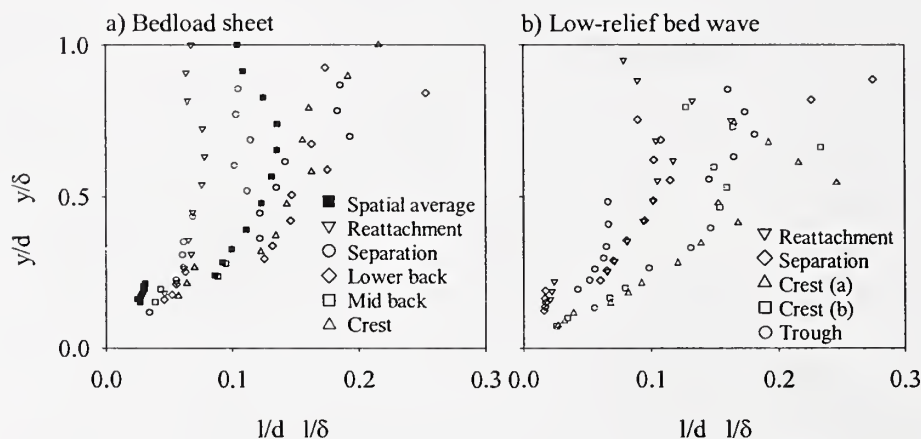 a) Bedload sheet
b) Low-relief bed wave
1.0
0.5
0.0
y/d y/δ
Spatial average
Reattachment
Separation
Lower back
Mid back
Crest
Reattachment
Separation
Crest (a)
Crest (b)
Trough
0.0 0.1 0.2 0.3 0.1 0.2 0.3
l/d l/δ
l/d l/δ